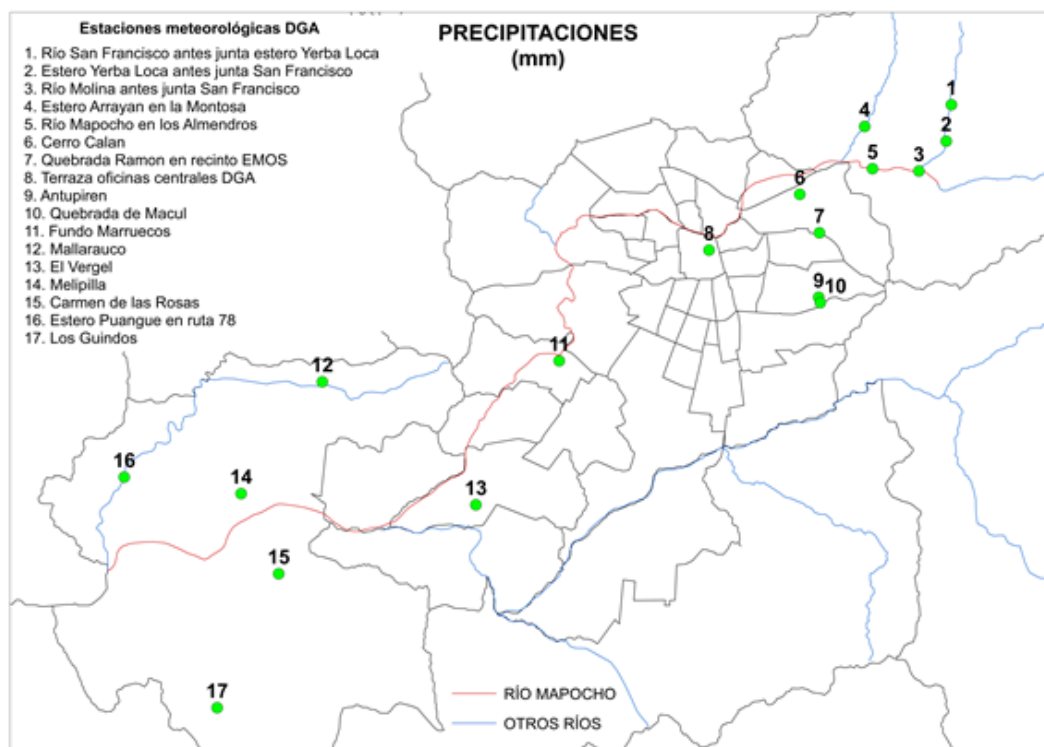 Estaciones meteorológicas DGA
1. Río San Francisco antes junta estero Yerba Loca
2. Estero Yerba Loca antes junta San Francisco
3. Río Molina antes junta San Francisco
4. Estero Arrayan en la Montosa
5. Río Mapocho en los Almendros
6. Cerro Calan
7. Quebrada Ramon en recinto EMOS
8. Terraza oficinas centrales DGA
9. Antupiren
10. Quebrada de Macul
11. Fundo Marruecos
12. Mallarauco
13. El Vergel
14. Melipilla
15. Carmen de las Rosas
16. Estero Puangue en ruta 78
17. Los Guindos
PRECIPITACIONES
(mm)
1
2
3
4
5
6
7
8
9
10
11
12
13
14
15
16
17
RÍO MAPOCHO
OTROS RÍOS